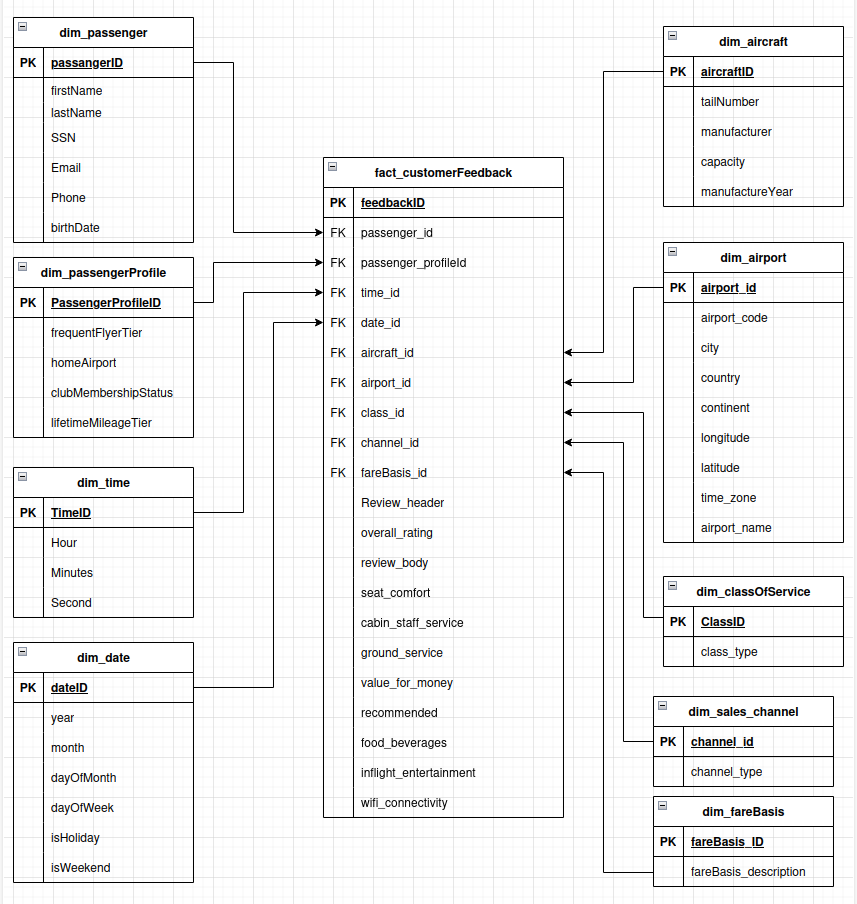 dim_passenger
PK passangerID
firstName
lastName
SSN
Email
Phone
birthDate
dim_passengerProfile
PK PassengerProfileID
frequentFlyerTier
homeAirport
clubMembershipStatus
lifetimeMileageTier
dim_time
PK TimeID
Hour
Minutes
Second
dim_date
PK dateID
year
month
dayOfMonth
dayOfWeek
isHoliday
isWeekend
fact_customerFeedback
PK feedbackID
FK passenger_id
FK passenger_profileId
FK time_id
FK date_id
FK aircraft_id
FK airport_id
FK class_id
FK channel_id
FK fareBasis_id
Review_header
overall_rating
review_body
seat_comfort
cabin_staff_service
ground_service
value_for_money
recommended
food_beverages
inflight_entertainment
wifi_connectivity
dim_aircraft
PK aircraftID
tailNumber
manufacturer
capacity
manufactureYear
dim_airport
PK airport_id
airport_code
city
country
continent
longitude
latitude
time_zone
airport_name
dim_classOfService
PK ClassID
class_type
dim_sales_channel
PK channel_id
channel_type
dim_fareBasis
PK fareBasis_ID
fareBasis_description